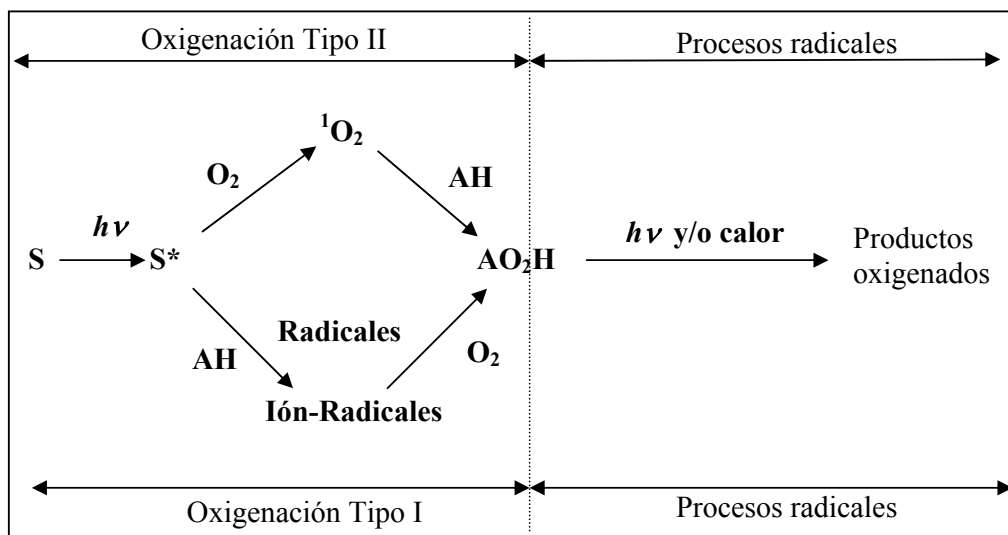 Oxigenación Tipo II
Procesos radicales
¹O₂
O₂
AH
hν
hν y/o calor
S
S*
AO₂H
Productos
oxigenados
Radicales
AH
O₂
Ión-Radicales
Oxigenación Tipo I
Procesos radicales